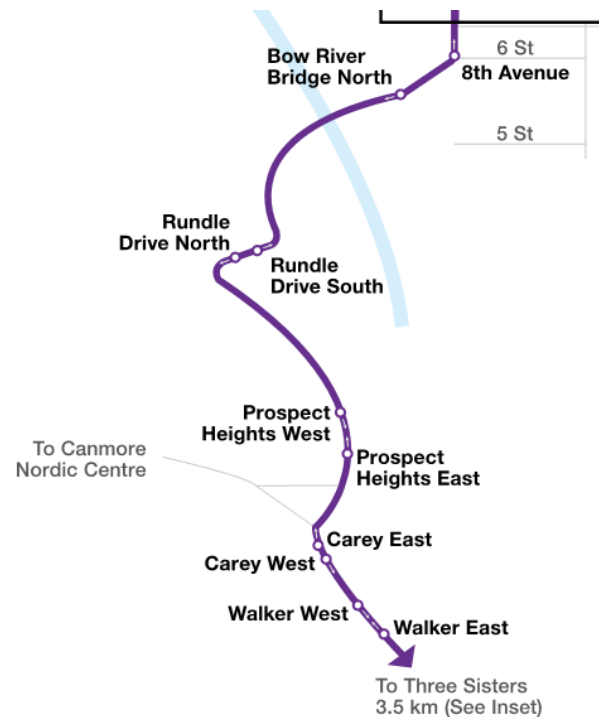 6 St
Bow River
Bridge North
8th Avenue
5 St
Rundle
Drive North
Rundle
Drive South
Prospect
Heights West
To Canmore
Nordic Centre
Prospect
Heights East
Carey East
Carey West
Walker West
Walker East
To Three Sisters
3.5 km (See Inset)